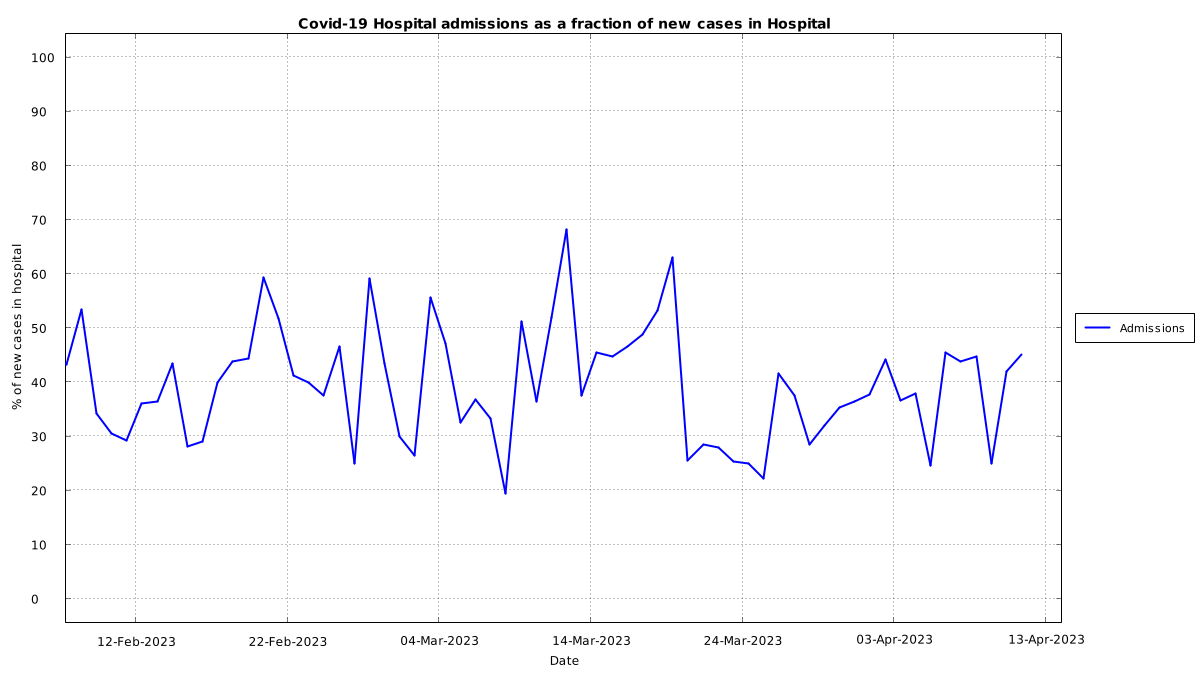 Covid-19 Hospital admissions as a fraction of new cases in Hospital
100
90
80
70
60
50
40
30
20
10
0
% of new cases in hospital
12-Feb-2023
22-Feb-2023
04-Mar-2023
14-Mar-2023
24-Mar-2023
03-Apr-2023
13-Apr-2023
Date
Admissions